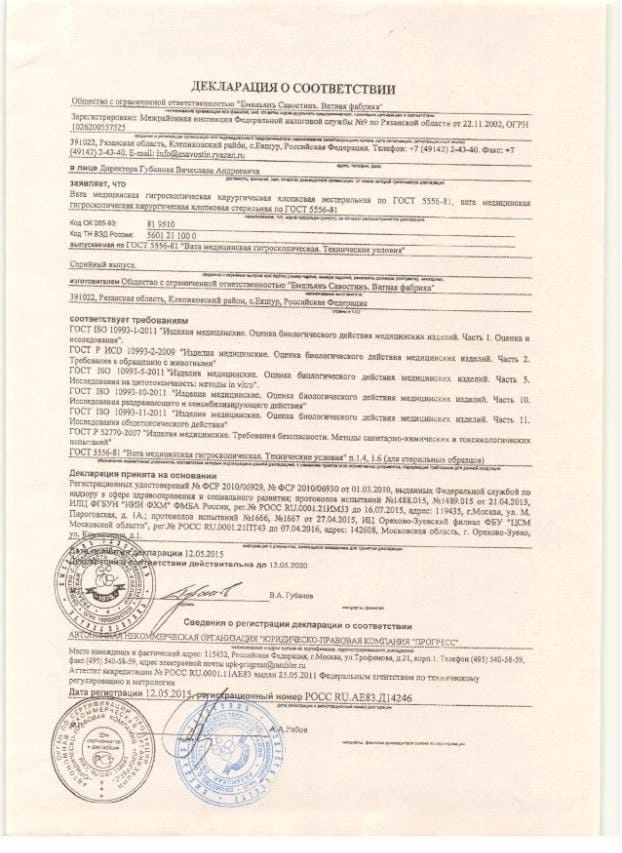 ДЕКЛАРАЦИЯ О СООТВЕТСТВИИ
Общество с ограниченной ответственностью "Емельянъ Савостинъ. Ватная фабрика"
Зарегистрировано: Межрайонная инспекция Федеральной налоговой службы №9 по Рязанской области от 22.11.2002, ОГРН
1026200557525
391022, Рязанская область, Клепиковский район, с.Екшур, Российская Федерация. Телефон: +7 (49142) 2-43-40. Факс: +7
(49142) 2-43-40. E-mail: info@esavostin.ryazan.ru
адрес, телефон, факс
в лице Директора Губанова Вячеслава Андреевича
заявляет, что
Вата медицинская гигроскопическая хирургическая хлопковая нестерильная по ГОСТ 5556-81, вата медицинская
гигроскопическая хирургическая хлопковая стерильная по ГОСТ 5556-81
Код ОК 005-93: 81 9510
Код ТН ВЭД России: 5601 21 100 0
выпускаемая по ГОСТ 5556-81 "Вата медицинская гигроскопическая. Технические условия"
Серийный выпуск.
изготовителем Общество с ограниченной ответственностью "Емельянъ Савостинъ. Ватная фабрика"
391022, Рязанская область, Клепиковский район, с.Екшур, Российская Федерация
соответствует требованиям
ГОСТ ISO 10993-1-2011 "Изделия медицинские. Оценка биологического действия медицинских изделий. Часть 1. Оценка и
исследования".
ГОСТ Р ИСО 10993-2-2009 "Изделия медицинские. Оценка биологического действия медицинских изделий. Часть 2.
Требования к обращению с животными"
ГОСТ ISO 10993-5-2011 "Изделия медицинские. Оценка биологического действия медицинских изделий. Часть 5.
Исследования на цитотоксичность: методы in vitro".
ГОСТ ISO 10993-10-2011 "Изделия медицинские. Оценка биологического действия медицинских изделий. Часть 10.
Исследования раздражающего и сенсибилизирующего действия"
ГОСТ ISO 10993-11-2011 "Изделия медицинские. Оценка биологического действия медицинских изделий. Часть 11.
Исследования общетоксического действия"
ГОСТ Р 52770-2007 "Изделия медицинские. Требования безопасности. Методы санитарно-химических и токсикологических
испытаний"
ГОСТ 5556-81 "Вата медицинская гигроскопическая. Технические условия" п.1.4, 1.6 (для стерильных образцов)
Декларация принята на основании
Регистрационных удостоверений № ФСР 2010/06929, № ФСР 2010/06930 от 01.03.2010, выданных Федеральной службой по
надзору в сфере здравоохранения и социального развития; протоколов испытаний №1488.015, №1489.015 от 21.04.2015,
ИЛЦ ФГБУН "НИИ ФХМ" ФМБА России, рег.№ РОСС RU.0001.21ИМ33 до 16.07.2015, адрес: 119435, г.Москва, ул. М.
Пироговская, д. 1А.; протоколов испытаний №1666, №1667 от 27.04.2015, ИЦ Орехово-Зуевский филиал ФБУ "ЦСМ
Московской области", рег.№ РОСС RU.0001.21ПТ43 до 07.04.2016, адрес: 142608, Московская область, г. Орехово-Зуево,
ул. Коминтерна, д.1.
Дата принятия декларации 12.05.2015
Декларация о соответствии действительна до 12.05.2020
М.П.
В.А. Губанов
Сведения о регистрации декларации о соответствии
АВТОНОМНАЯ НЕКОММЕРЧЕСКАЯ ОРГАНИЗАЦИЯ "ЮРИДИЧЕСКО-ПРАВОВАЯ КОМПАНИЯ "ПРОГРЕСС"
Место нахождения и фактический адрес: 115432, Российская Федерация, г.Москва, ул.Трофимова, д.21, корп.1. Телефон (495) 540-58-59,
факс (495) 540-58-59, адрес электронной почты upk-progress@rambler.ru
Аттестат аккредитации № РОСС RU.0001.11АЕ83 выдан 25.05.2011 Федеральным агентством по техническому
регулированию и метрологии
Дата регистрации 12.05.2015, регистрационный номер РОСС RU.АЕ83.Д14246
А.А.Рябов